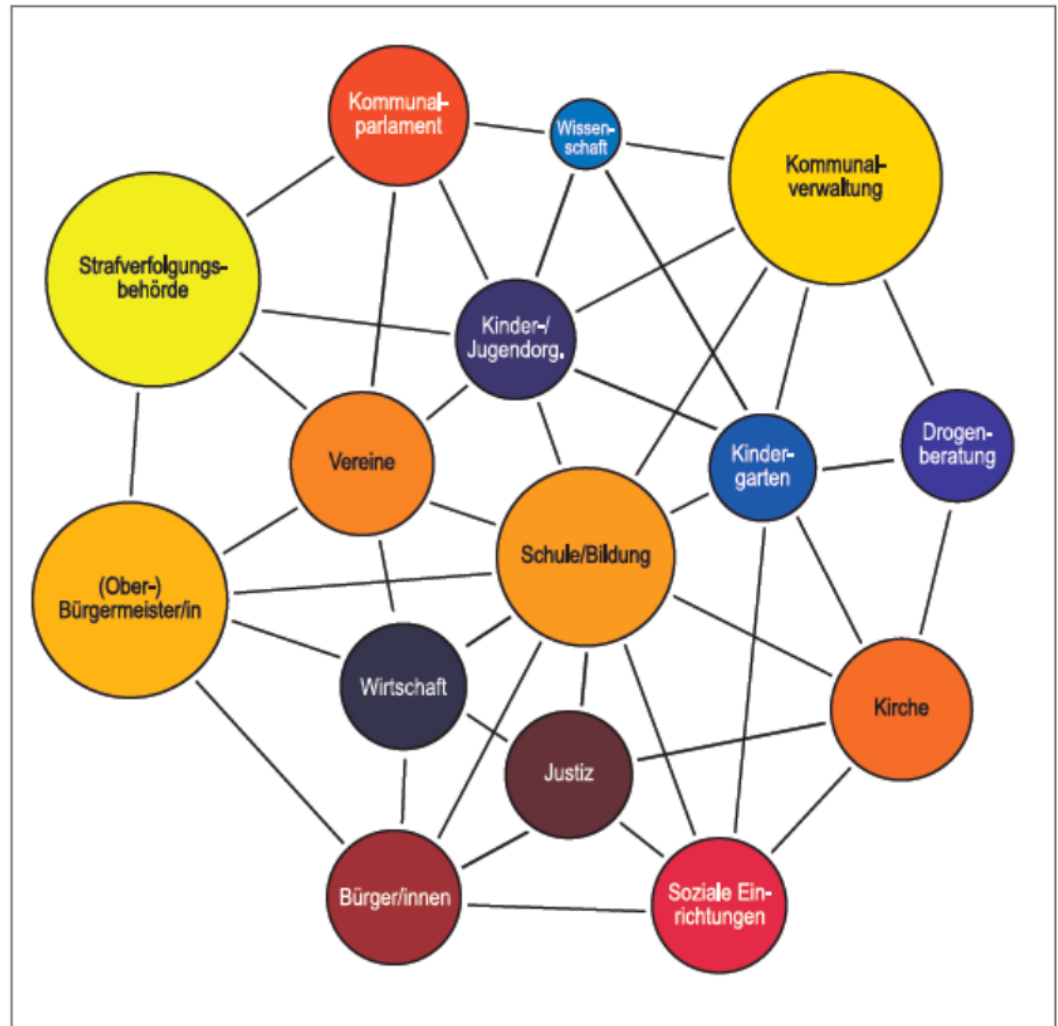 Kommunal-
parlament
Wissen-
schaft
Kommunal-
verwaltung
Strafverfolgungs-
behörde
Kinder-/
Jugendorg.
Vereine
Kinder-
garten
Drogen-
beratung
Schule/Bildung
(Ober-)
Bürgermeister/in
Wirtschaft
Kirche
Justiz
Bürger/innen
Soziale Ein-
richtungen